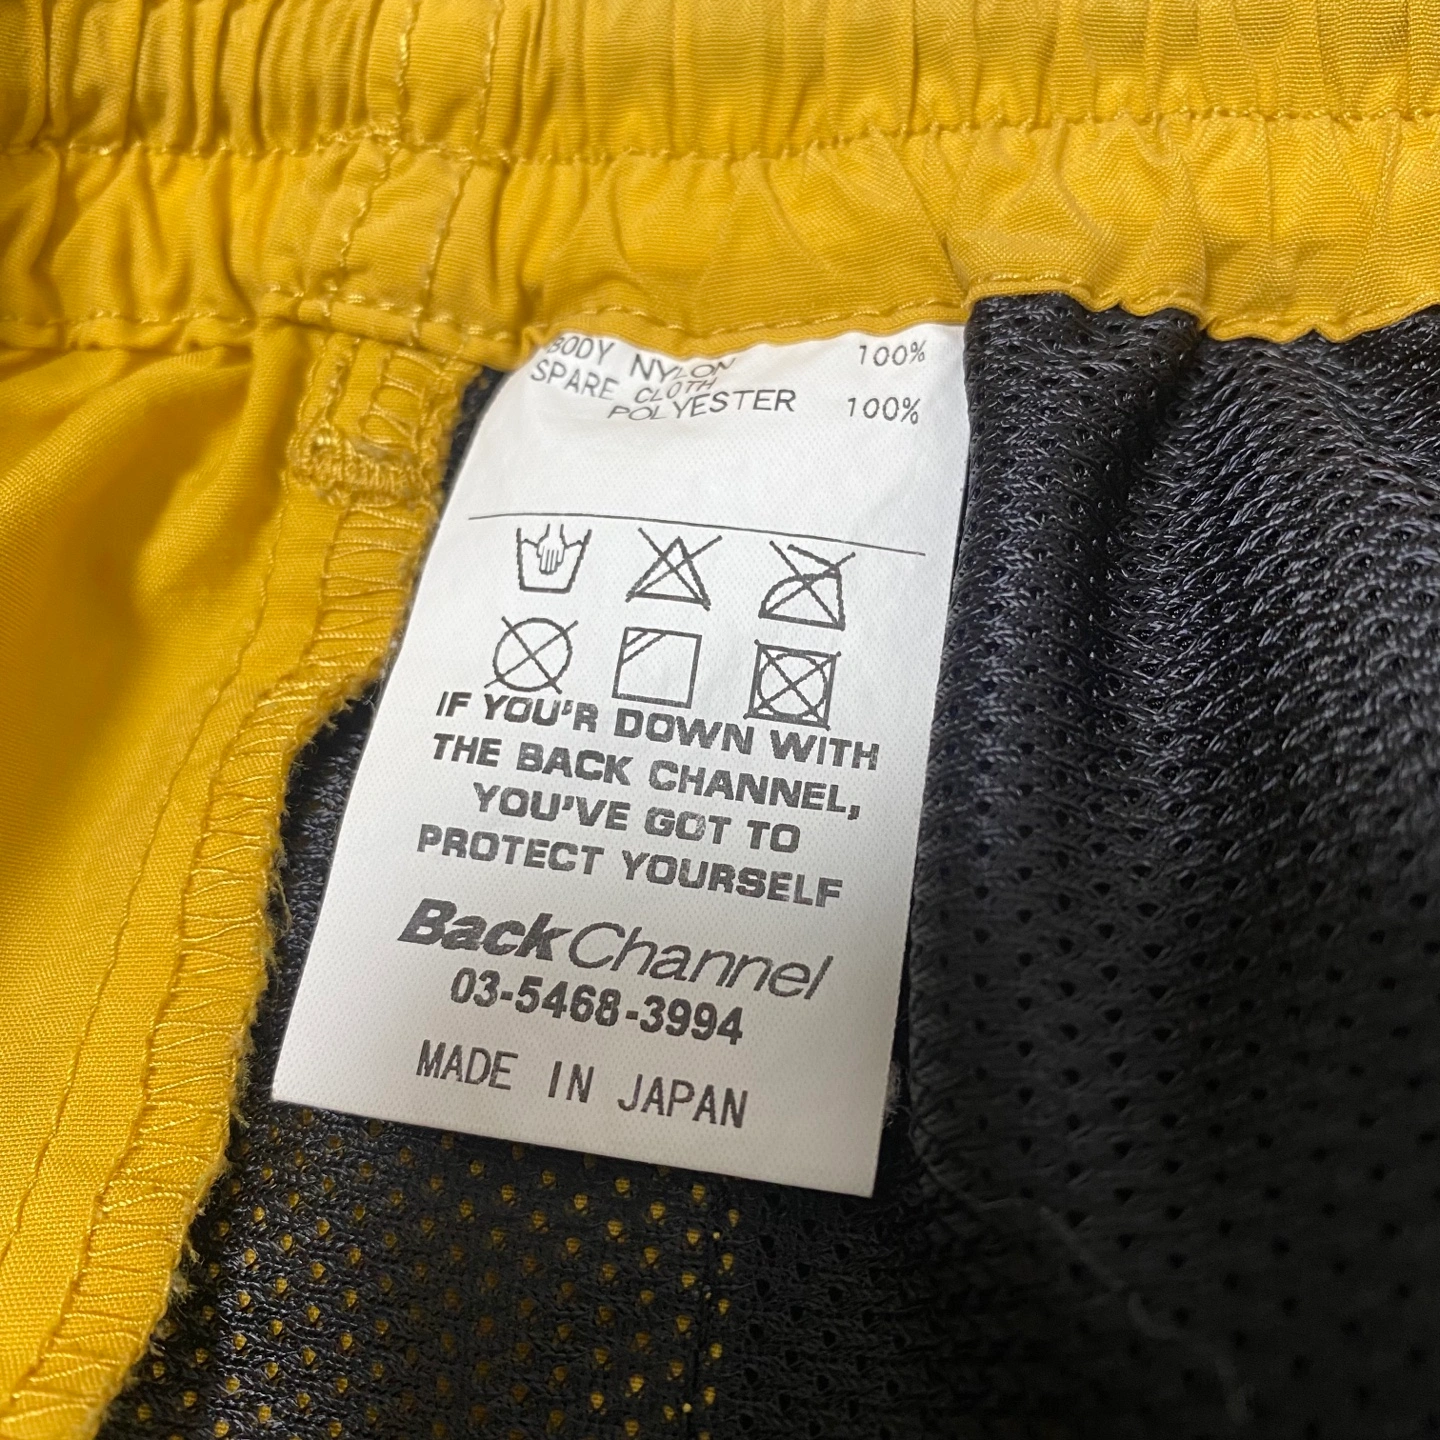 BODY NYLON 100%
SPARE CLOTH
POLYESTER 100%
IF YOU'R DOWN WITH
THE BACK CHANNEL,
YOU'VE GOT TO
PROTECT YOURSELF
BackChannel
03-5468-3994
MADE IN JAPAN